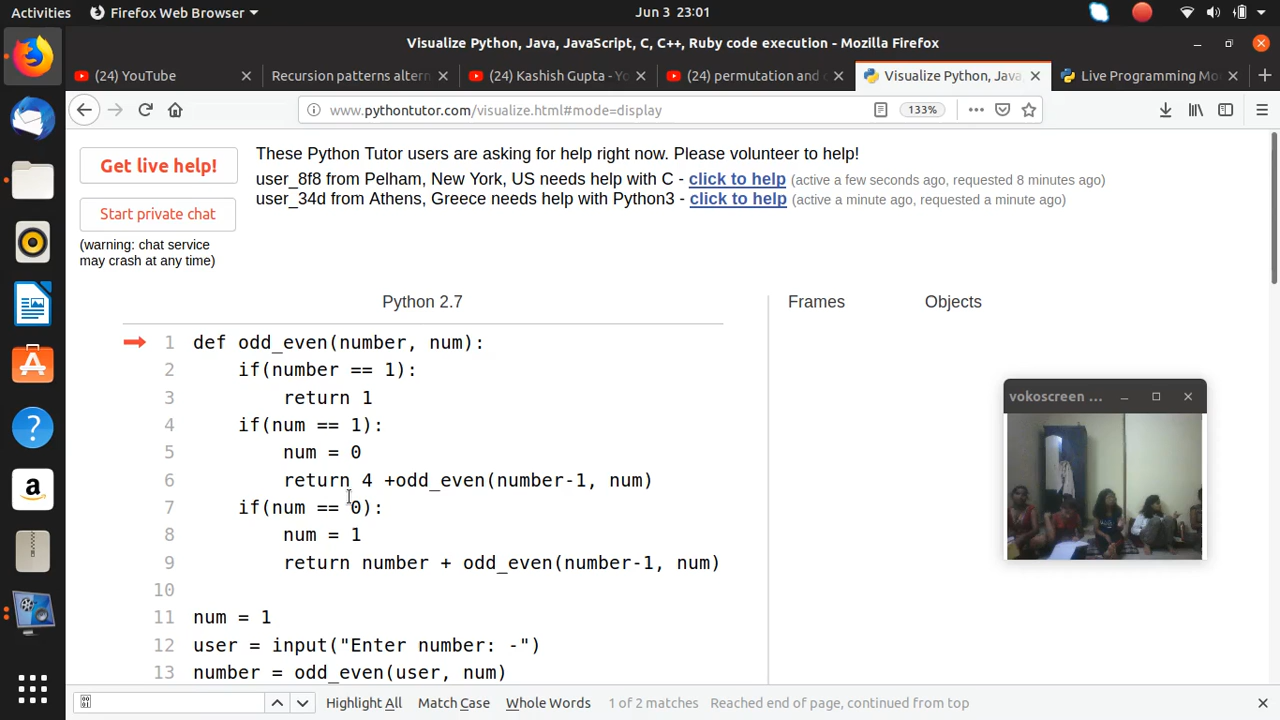 Activities
Firefox Web Browser
Jun 3 23:01
Visualize Python, Java, JavaScript, C, C++, Ruby code execution - Mozilla Firefox
(24) YouTube
Recursion patterns altern
(24) Kashish Gupta - Yo
(24) permutation and c
Visualize Python, Java,
Live Programming Mo
www.pythontutor.com/visualize.html#mode=display
133%
Get live help!
These Python Tutor users are asking for help right now. Please volunteer to help!
user_8f8 from Pelham, New York, US needs help with C - click to help (active a few seconds ago, requested 8 minutes ago)
user_34d from Athens, Greece needs help with Python3 - click to help (active a minute ago, requested a minute ago)
Start private chat
(warning: chat service
may crash at any time)
Python 2.7
Frames
Objects
1 def odd_even(number, num):
2 if(number == 1):
3 return 1
4 if(num == 1):
5 num = 0
6 return 4 +odd_even(number-1, num)
7 if(num == 0):
8 num = 1
9 return number + odd_even(number-1, num)
10
11 num = 1
12 user = input("Enter number: -")
13 number = odd_even(user, num)
vokoscreen ...
Highlight All
Match Case
Whole Words
1 of 2 matches
Reached end of page, continued from top